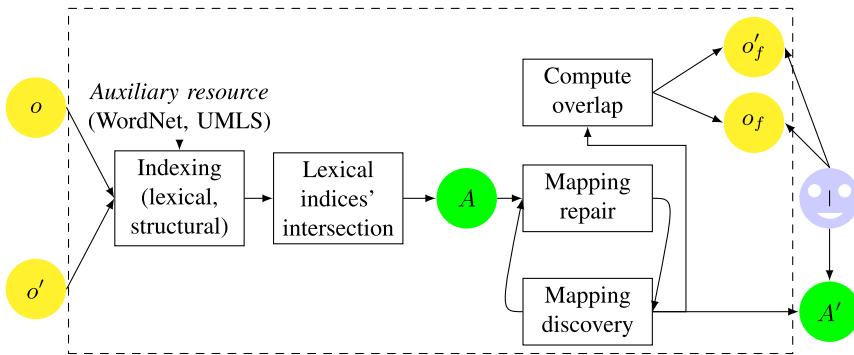 o
o′
Auxiliary resource
(WordNet, UMLS)
Indexing
(lexical,
structural)
Lexical
indices’
intersection
A
Compute
overlap
Mapping
repair
Mapping
discovery
o′f
of
A′